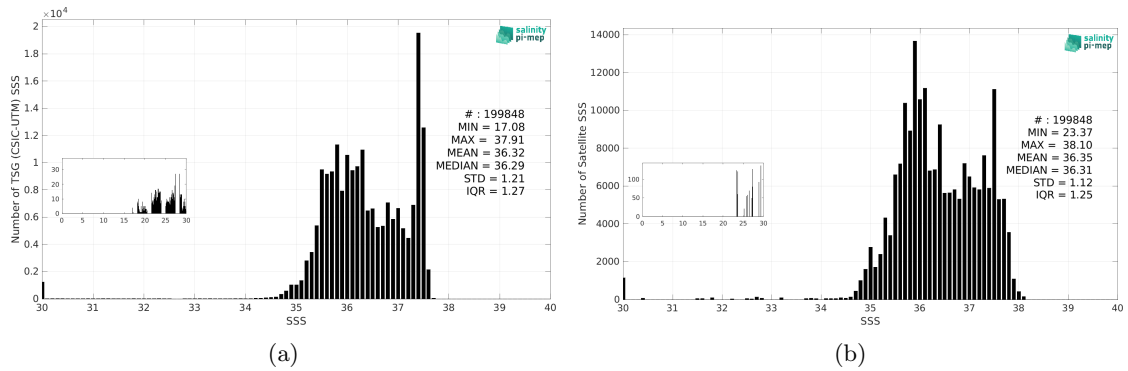 ×10⁴
2
1.8
1.6
1.4
1.2
1
0.8
0.6
0.4
0.2
0
Number of TSG (CSIC-UTM) SSS
30 31 32 33 34 35 36 37 38 39 40
SSS
salinity
pi-mep
# : 199848
MIN = 17.08
MAX = 37.91
MEAN = 36.32
MEDIAN = 36.29
STD = 1.21
IQR = 1.27
30
20
10
0
0 5 10 15 20 25 30
(a)
14000
12000
10000
8000
6000
4000
2000
0
Number of Satellite SSS
30 31 32 33 34 35 36 37 38 39 40
SSS
salinity
pi-mep
# : 199848
MIN = 23.37
MAX = 38.10
MEAN = 36.35
MEDIAN = 36.31
STD = 1.12
IQR = 1.25
100
50
0
0 5 10 15 20 25 30
(b)